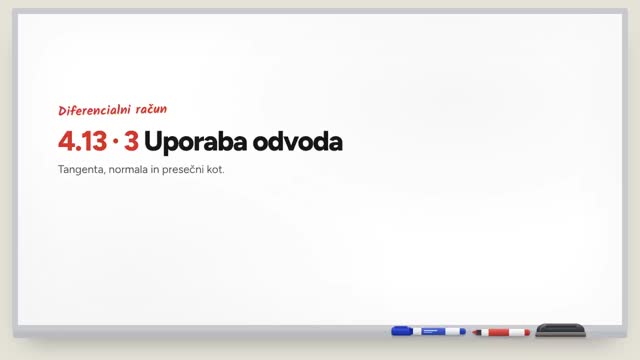 Diferencialni račun
4.13 · 3 Uporaba odvoda
Tangenta, normala in presečni kot.